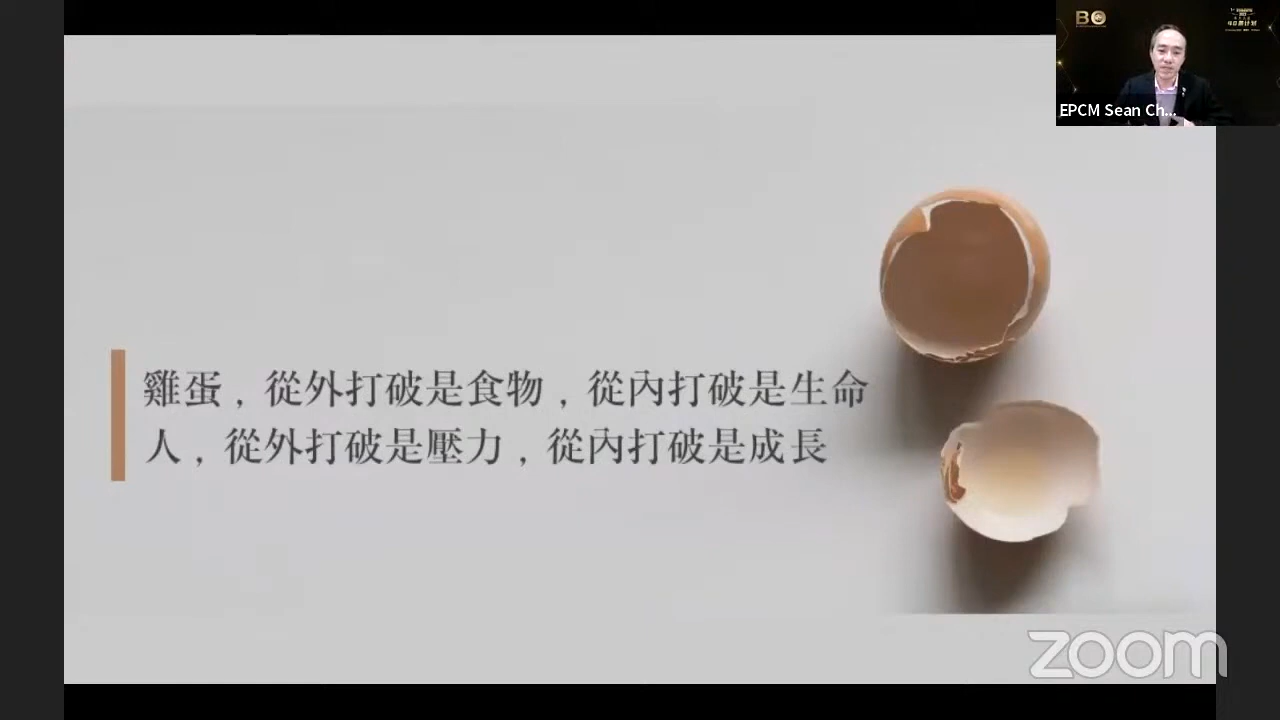 BO
EPCM Sean Ch...
雞蛋，從外打破是食物，從內打破是生命
人，從外打破是壓力，從內打破是成長
zoom